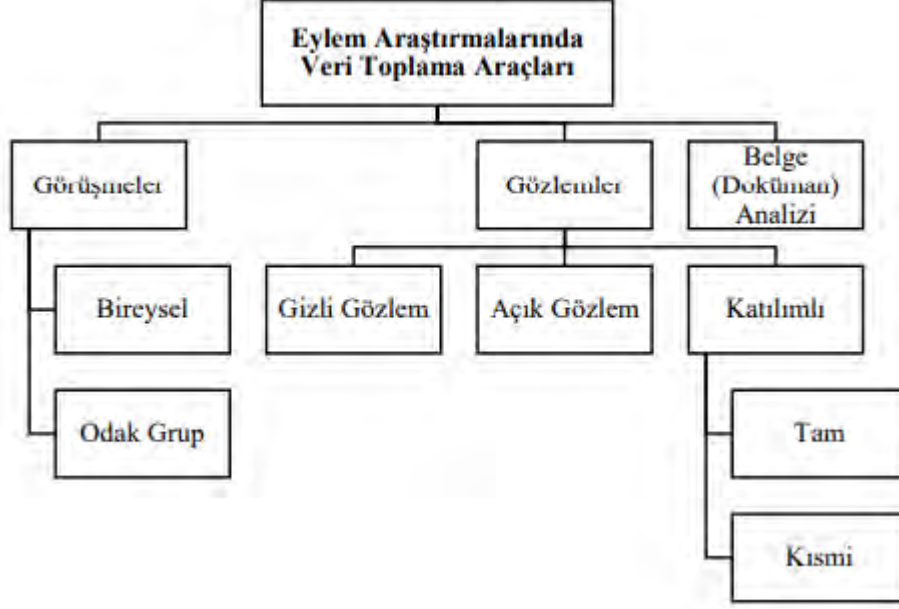 Eylem Araştırmalarında
Veri Toplama Araçları
Görüşmeler
Gözlemler
Belge
(Doküman)
Analizi
Bireysel
Gizli Gözlem
Açık Gözlem
Katılımlı
Odak Grup
Tam
Kısmi